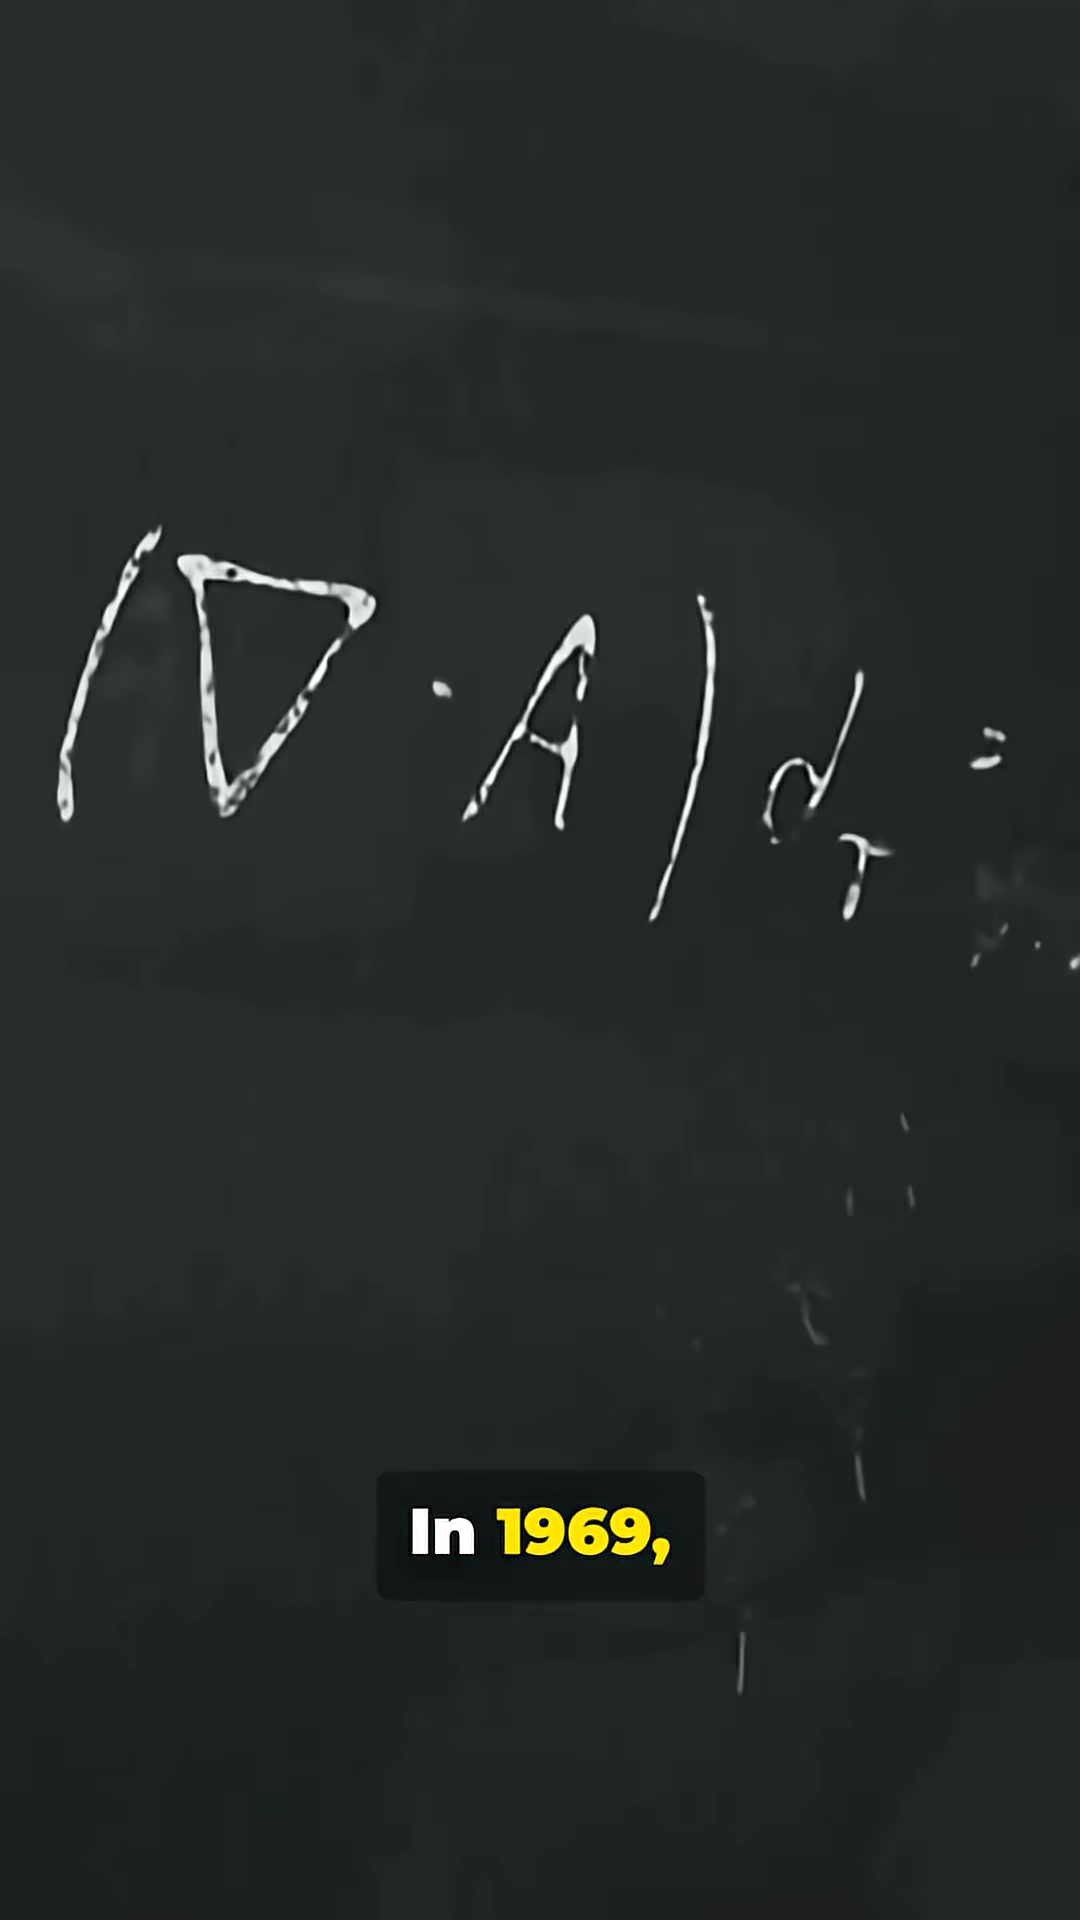 (∇ · A) dτ =
In 1969,